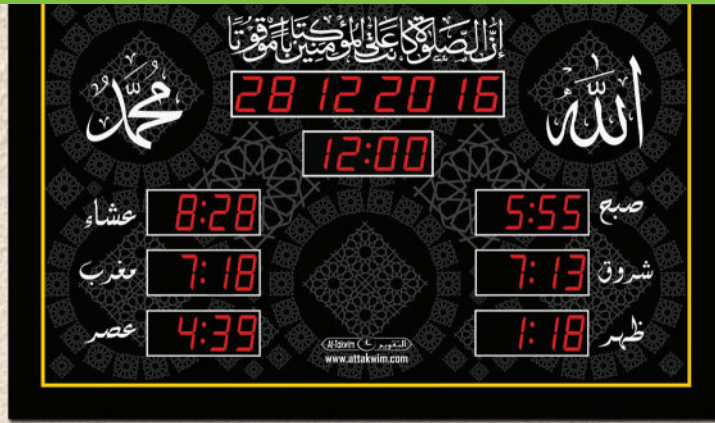 إن الصلوة كانت على المؤمنين كتابا موقوتا
الله
28 12 2016
محمد
12:00
صبح 5:55
8:28 عشاء
شروق 7:13
7:18 مغرب
ظهر 1:18
4:39 عصر
At-Takwim التقويم
www.attakwim.com